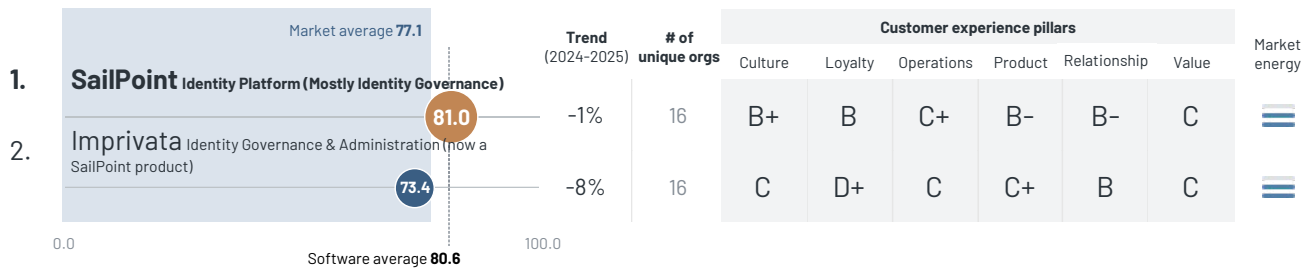 Market average 77.1
Trend
(2024-2025)
# of
unique orgs
Customer experience pillars
Culture Loyalty Operations Product Relationship Value
Market
energy
1. SailPoint Identity Platform (Mostly Identity Governance)
81.0 -1% 16 B+ B C+ B- B- C
2. Imprivata Identity Governance & Administration (now a
SailPoint product)
73.4 -8% 16 C D+ C C+ B C
0.0 100.0
Software average 80.6